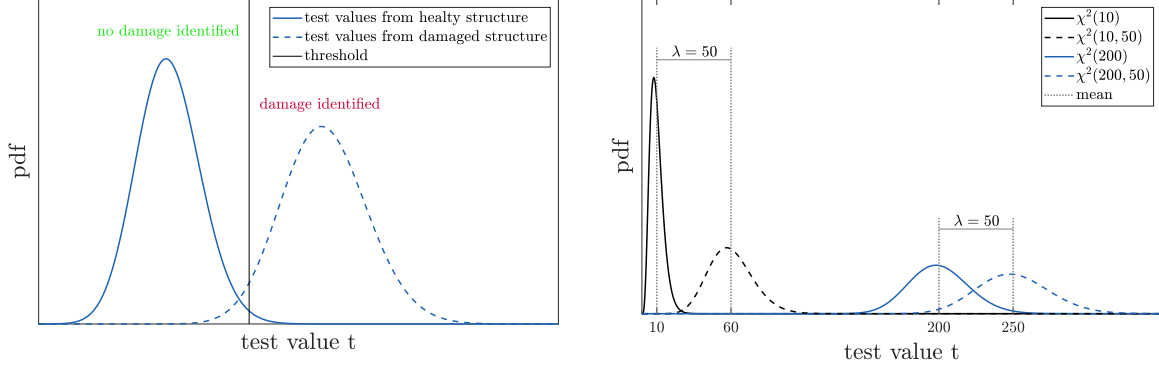 no damage identified
test values from healty structure
test values from damaged structure
threshold
damage identified
pdf
test value t
λ = 50
χ²(10)
χ²(10, 50)
χ²(200)
χ²(200, 50)
mean
pdf
λ = 50
10
60
200
250
test value t